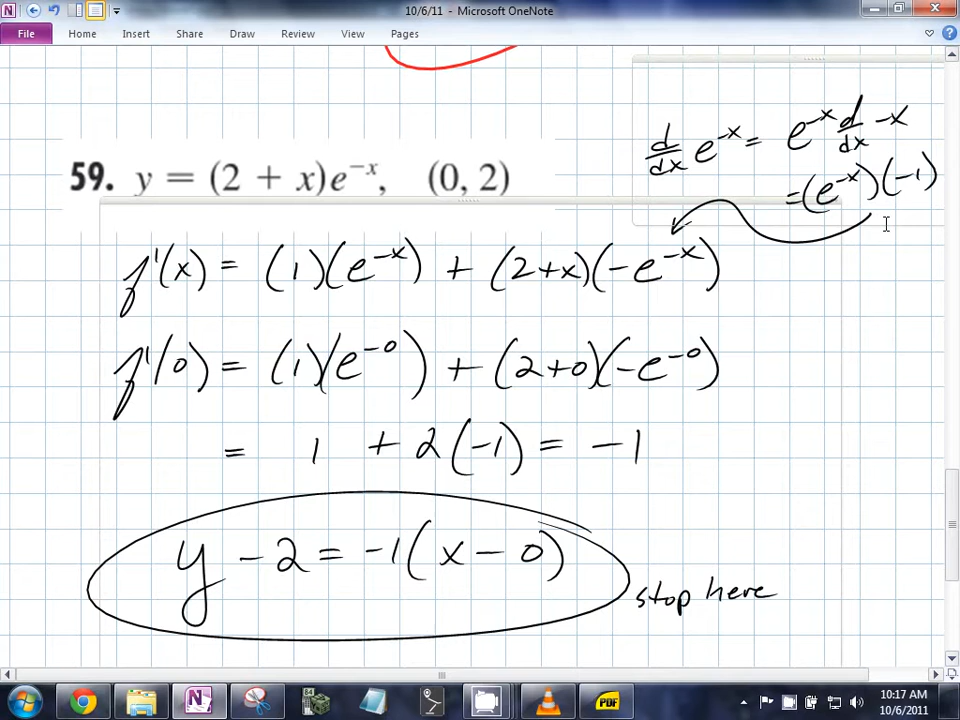 10/6/11 - Microsoft OneNote
File Home Insert Share Draw Review View Pages
d/dx e^-x = e^-x d/dx -x
= (e^-x)(-1)
59. y = (2 + x)e^-x, (0, 2)
f'(x) = (1)(e^-x) + (2+x)(-e^-x)
f'(0) = (1)(e^-0) + (2+0)(-e^-0)
= 1 + 2(-1) = -1
y - 2 = -1(x - 0)
stop here
PDF
10:17 AM
10/6/2011